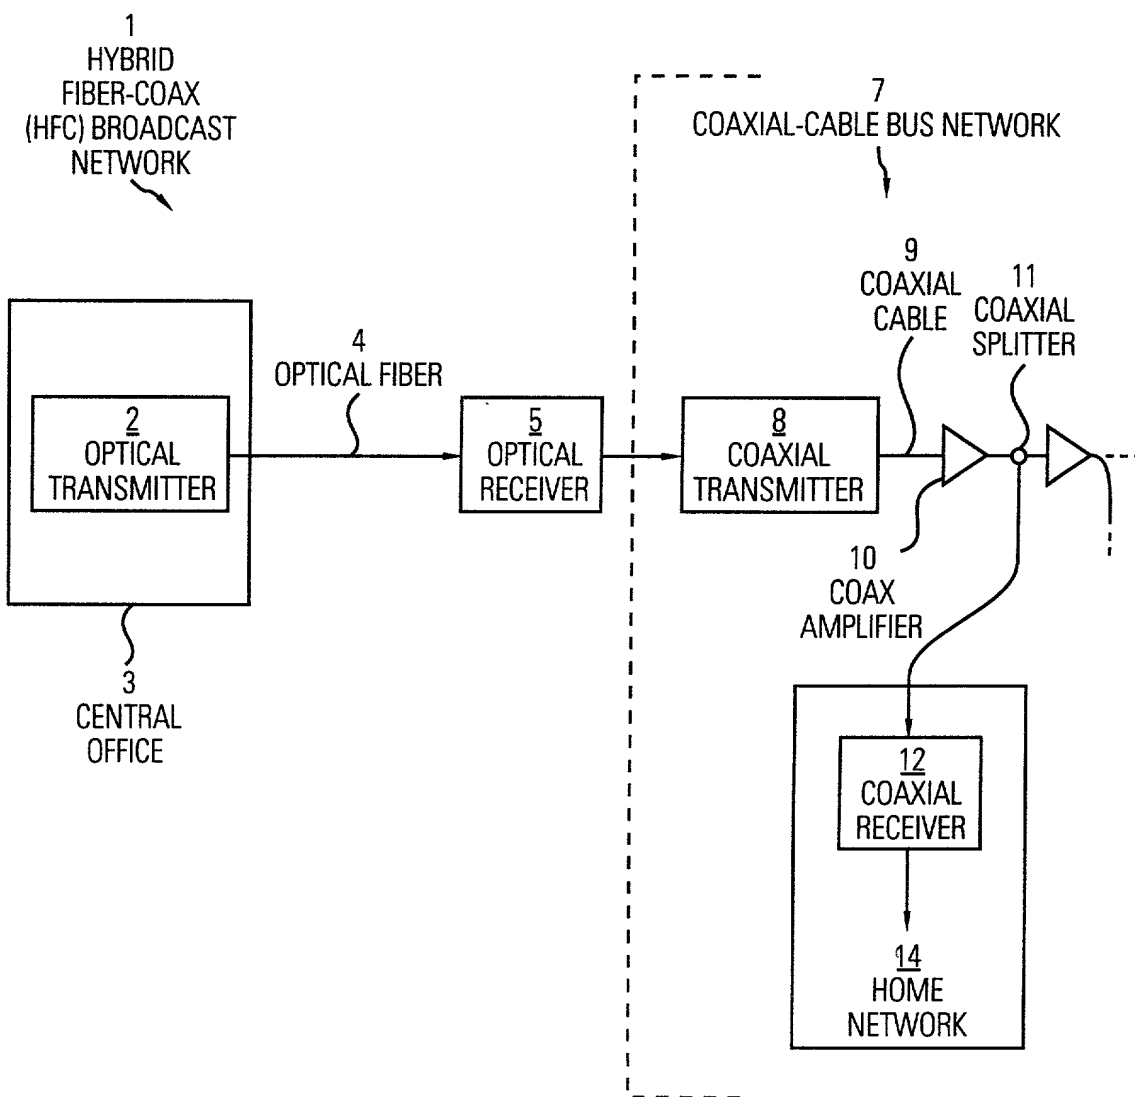 1
HYBRID
FIBER-COAX
(HFC) BROADCAST
NETWORK
7
COAXIAL-CABLE BUS NETWORK
9
COAXIAL
CABLE
11
COAXIAL
SPLITTER
4
OPTICAL FIBER
2
OPTICAL
TRANSMITTER
5
OPTICAL
RECEIVER
8
COAXIAL
TRANSMITTER
10
COAX
AMPLIFIER
3
CENTRAL
OFFICE
12
COAXIAL
RECEIVER
14
HOME
NETWORK